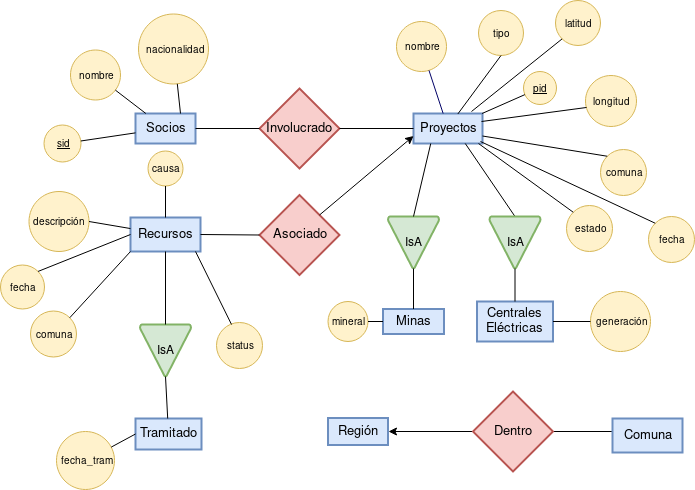 latitud
tipo
nombre
nacionalidad
nombre
pid
longitud
sid
Socios
Involucrado
Proyectos
causa
comuna
descripción
Recursos
Asociado
estado
fecha
IsA
IsA
fecha
comuna
status
IsA
mineral
Minas
Centrales
Eléctricas
generación
Tramitado
fecha_tram
Región
Dentro
Comuna